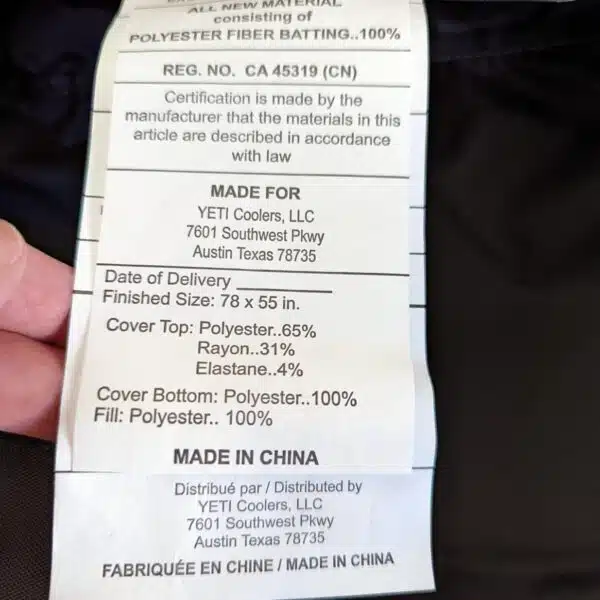 ALL NEW MATERIAL
consisting of
POLYESTER FIBER BATTING..100%
REG. NO. CA 45319 (CN)
Certification is made by the
manufacturer that the materials in this
article are described in accordance
with law
MADE FOR
YETI Coolers, LLC
7601 Southwest Pkwy
Austin Texas 78735
Date of Delivery
Finished Size: 78 x 55 in.
Cover Top: Polyester..65%
Rayon..31%
Elastane..4%
Cover Bottom: Polyester..100%
Fill: Polyester.. 100%
MADE IN CHINA
Distribué par / Distributed by
YETI Coolers, LLC
7601 Southwest Pkwy
Austin Texas 78735
FABRIQUÉE EN CHINE / MADE IN CHINA